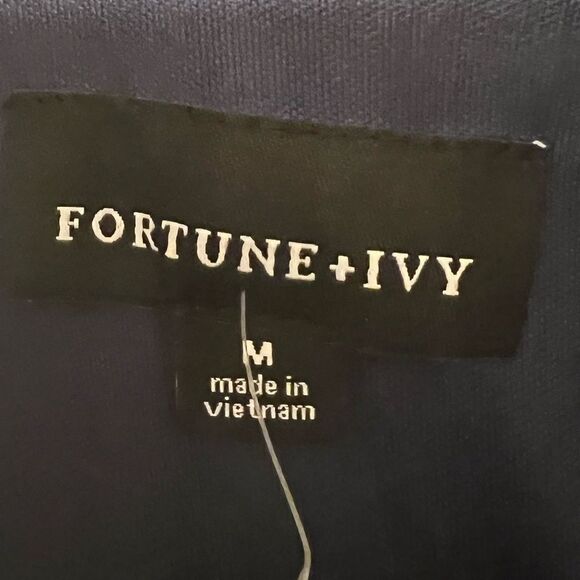 FORTUNE + IVY
M
made in
vietnam